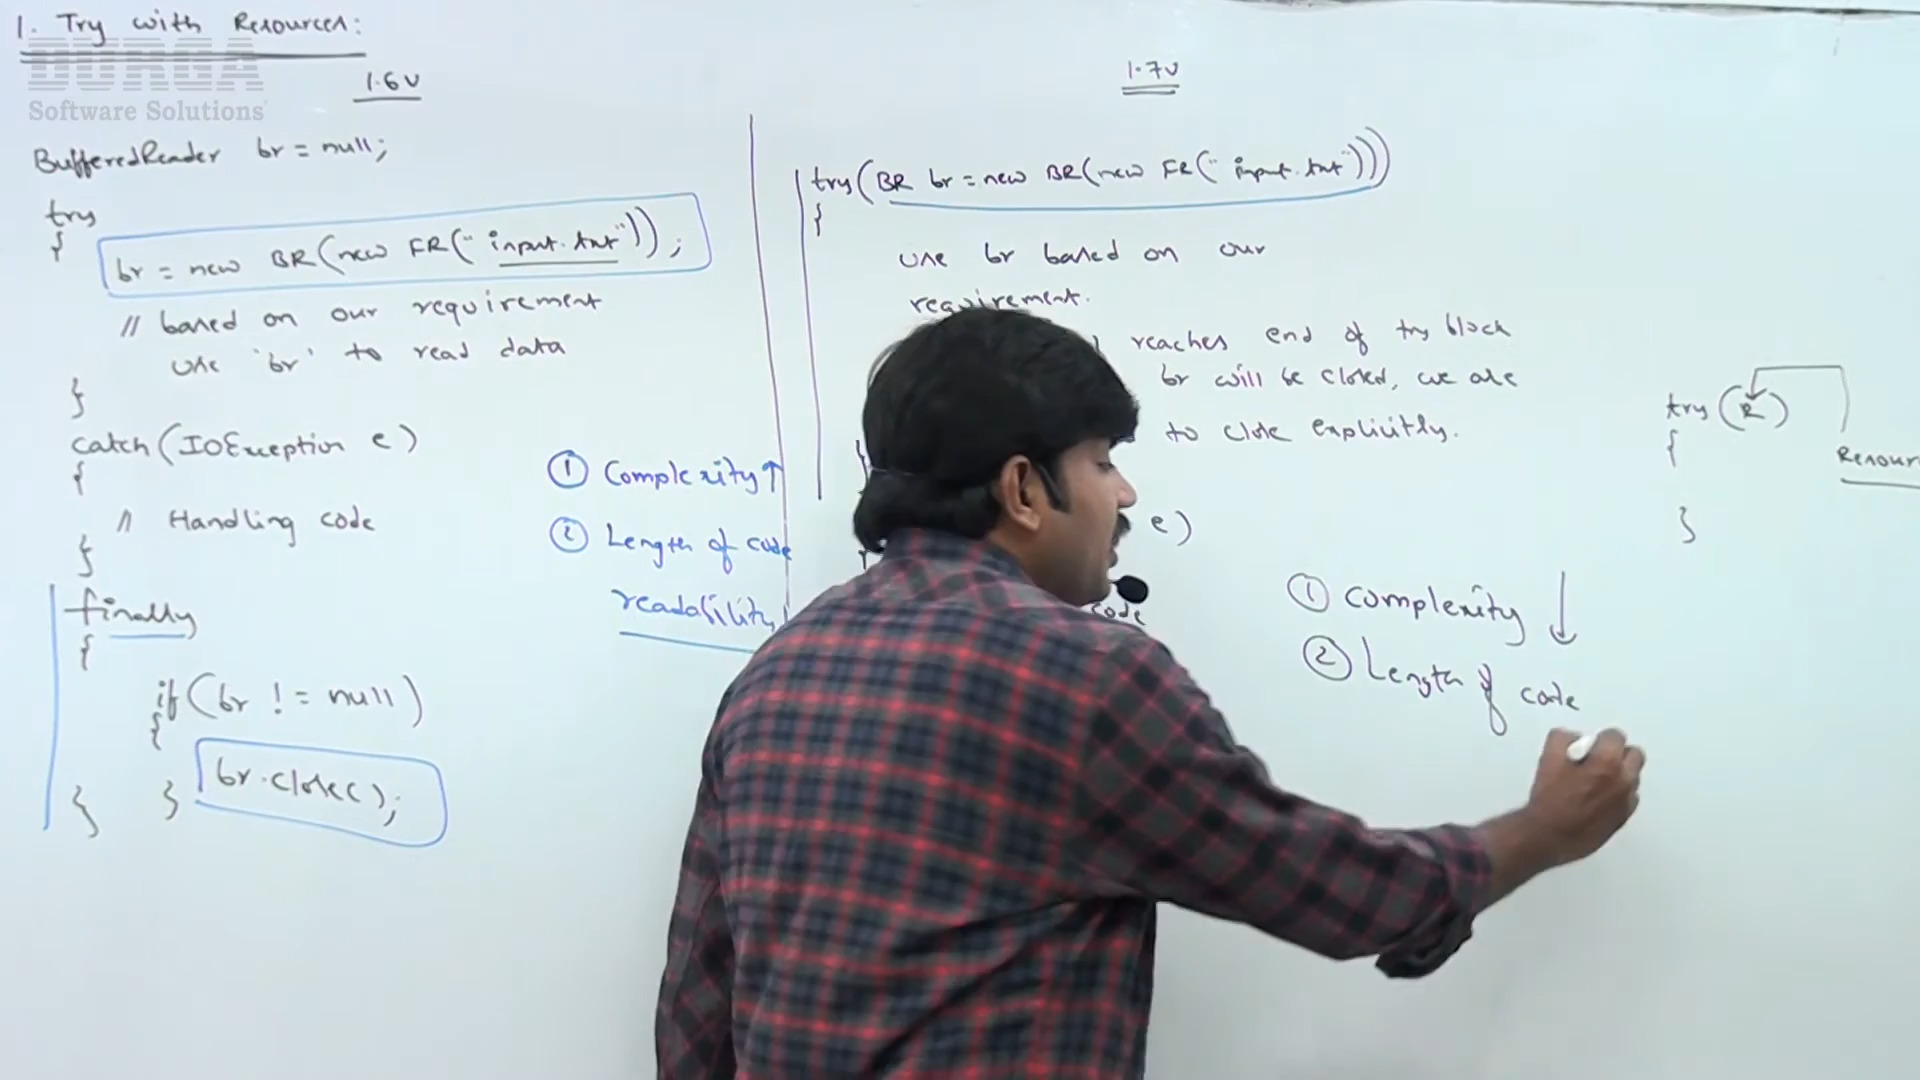 1. Try with Resources:
DURGA
Software Solutions
1.6v
BufferedReader br = null;
try
{
br = new BR(new FR("input.txt"));
// based on our requirement
use 'br' to read data
}
catch(IOException e)
{
// Handling code
}
finally
{
if(br != null)
{
br.close();
}
}
① Complexity↑
② Length of code
readability
1.7v
try(BR br = new BR(new FR("input.txt")))
{
use br based on our
requirement.
reaches end of try block
br will be closed, we are
to close explicitly.
}
e)
code
① Complexity ↓
② Length of code
try(R)
{
}
Resour